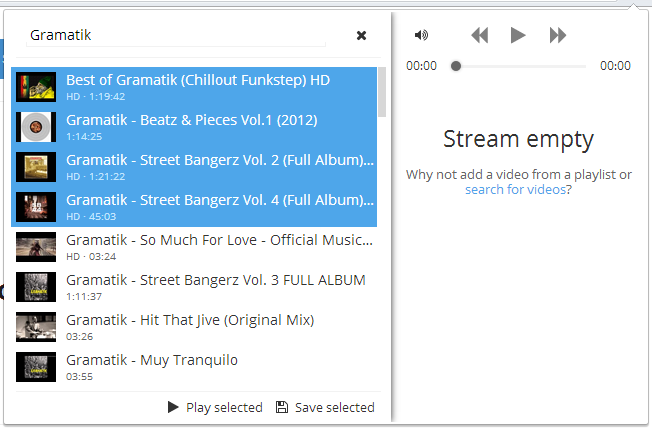 Gramatik
Best of Gramatik (Chillout Funkstep) HD
HD · 1:19:42
Gramatik - Beatz & Pieces Vol.1 (2012)
1:14:25
Gramatik - Street Bangerz Vol. 2 (Full Album)...
HD · 1:21:22
Gramatik - Street Bangerz Vol. 4 (Full Album)...
HD · 45:03
Gramatik - So Much For Love - Official Music...
HD · 03:24
Gramatik - Street Bangerz Vol. 3 FULL ALBUM
1:11:37
Gramatik - Hit That Jive (Original Mix)
03:26
Gramatik - Muy Tranquilo
03:55
Play selected Save selected
00:00 00:00
Stream empty
Why not add a video from a playlist or
search for videos?